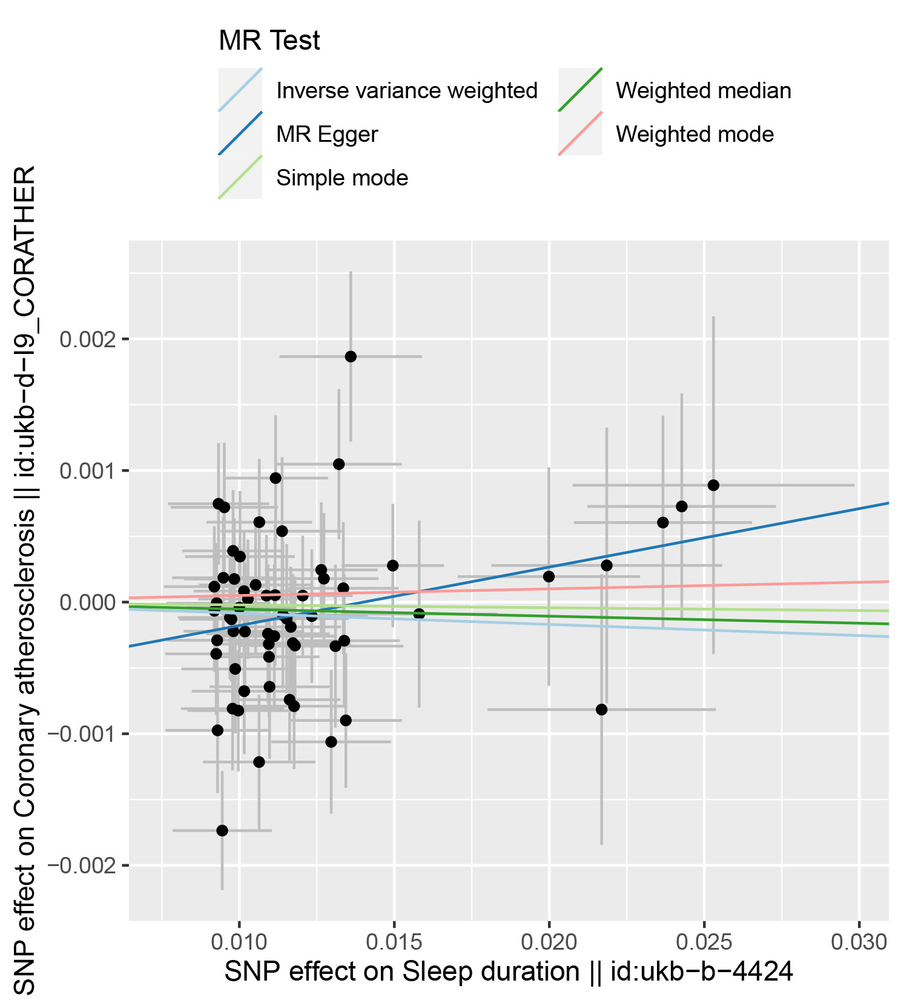 MR Test
Inverse variance weighted
Weighted median
MR Egger
Weighted mode
Simple mode
SNP effect on Coronary atherosclerosis || id:ukb−d−I9_CORATHER
0.002
0.001
0.000
−0.001
−0.002
0.010 0.015 0.020 0.025 0.030
SNP effect on Sleep duration || id:ukb−b−4424